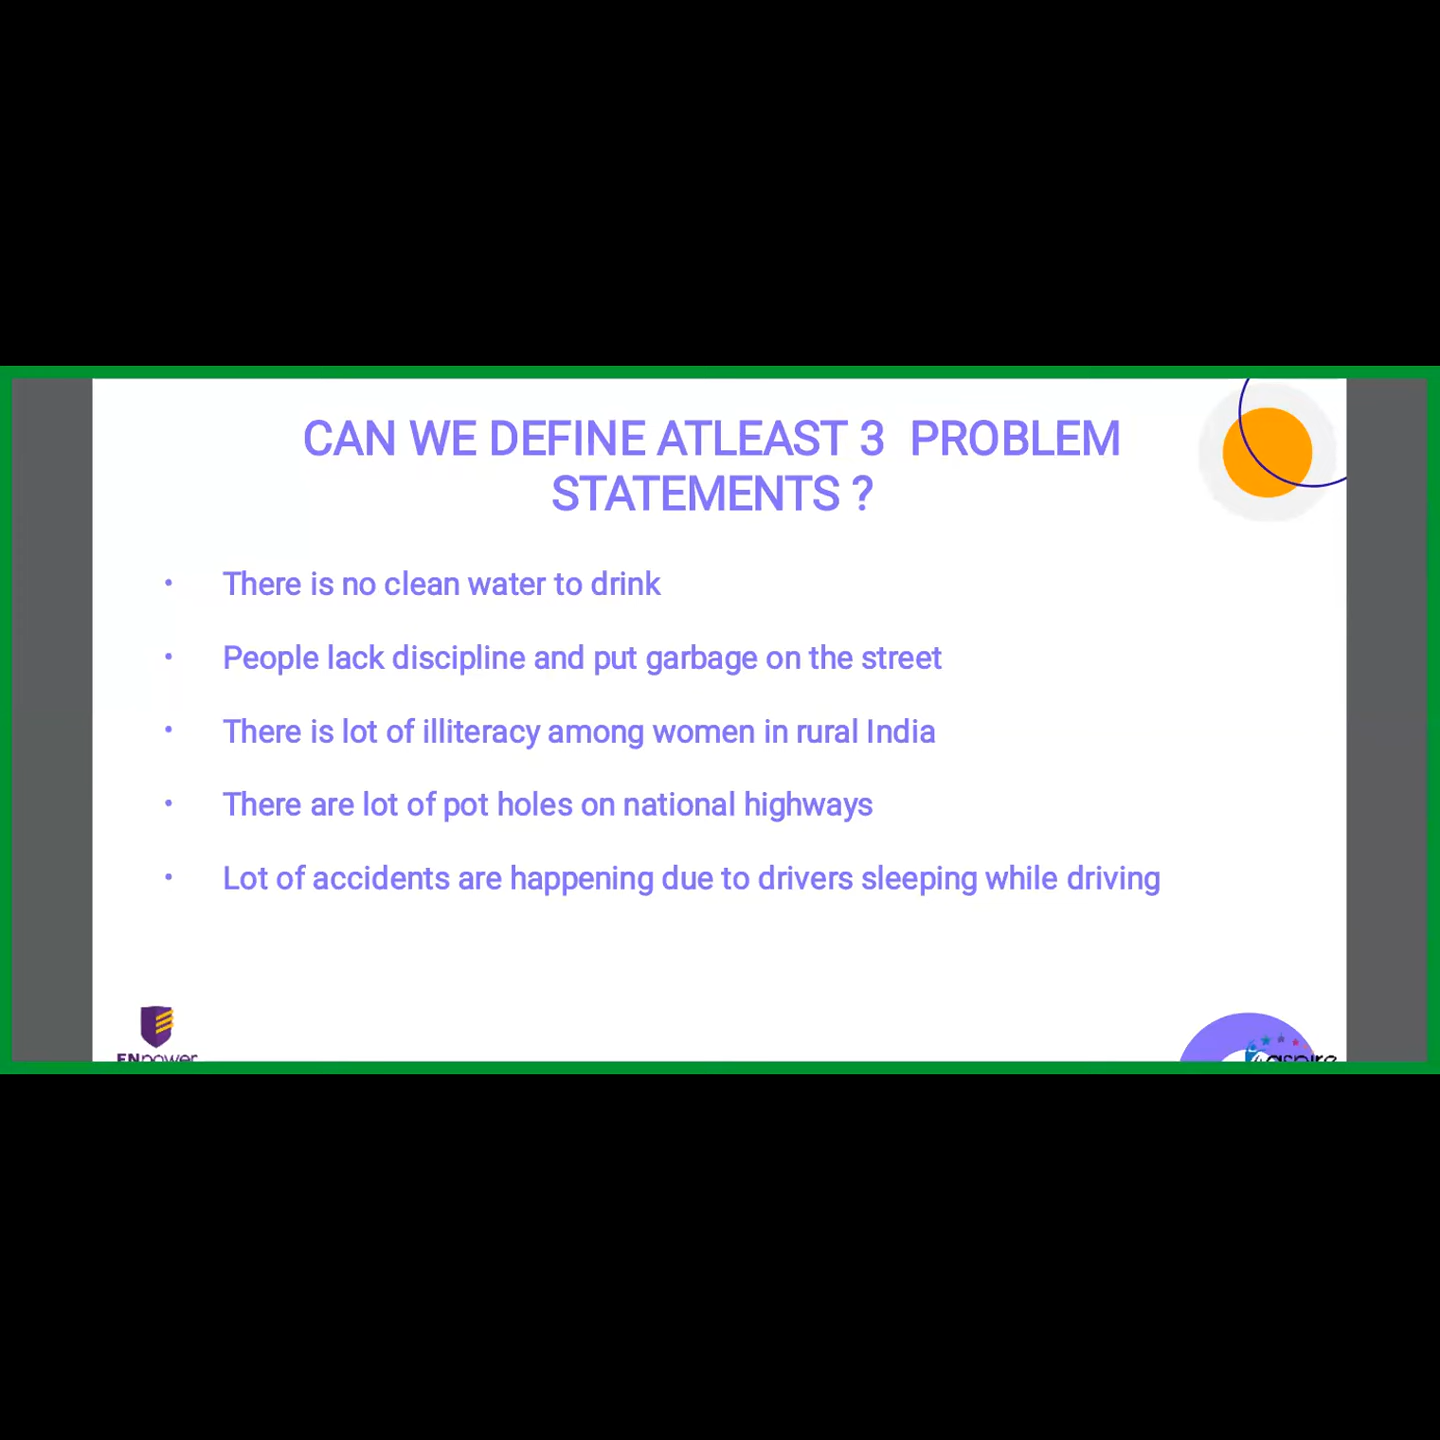 CAN WE DEFINE ATLEAST 3 PROBLEM
STATEMENTS ?
• There is no clean water to drink
• People lack discipline and put garbage on the street
• There is lot of illiteracy among women in rural India
• There are lot of pot holes on national highways
• Lot of accidents are happening due to drivers sleeping while driving
ENpower
aspire